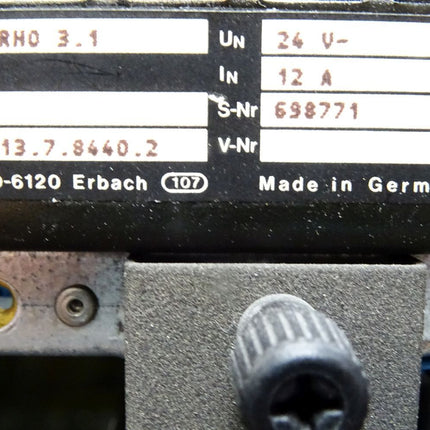 RHO 3.1 UN 24 V-
IN 12 A
S-Nr 698771
13.7.8440.2 V-Nr
-6120 Erbach 107 Made in Germ